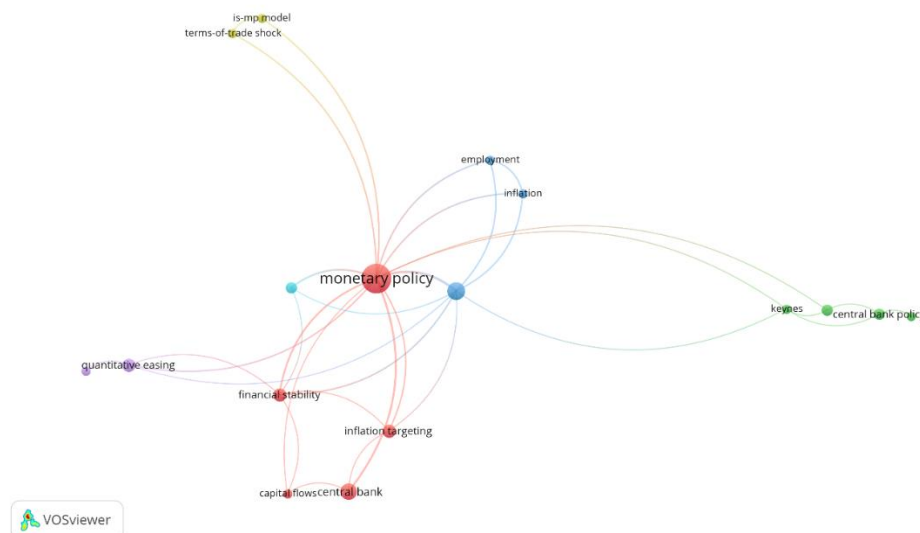 is-mp model
terms-of-trade shock
employment
inflation
monetary policy
keynes
central bank polic
quantitative easing
financial stability
inflation targeting
capital flows
central bank
VOSviewer